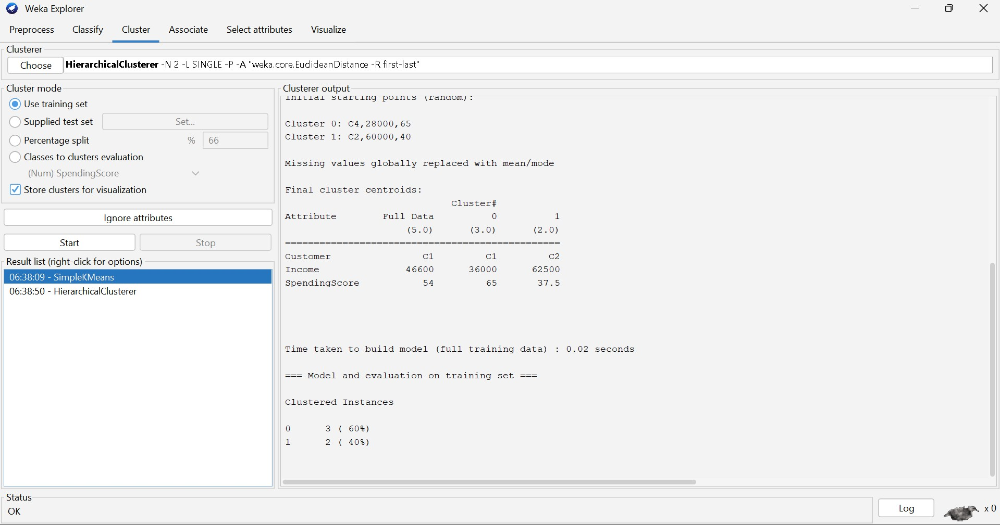 Weka Explorer
Preprocess Classify Cluster Associate Select attributes Visualize
Clusterer
Choose HierarchicalClusterer -N 2 -L SINGLE -P -A "weka.core.EuclideanDistance -R first-last"
Cluster mode
Use training set
Supplied test set Set...
Percentage split % 66
Classes to clusters evaluation
(Num) SpendingScore
Store clusters for visualization
Ignore attributes
Start Stop
Result list (right-click for options)
06:38:09 - SimpleKMeans
06:38:50 - HierarchicalClusterer
Clusterer output
Initial starting points (random):
Cluster 0: C4,28000,65
Cluster 1: C2,60000,40
Missing values globally replaced with mean/mode
Final cluster centroids:
Cluster#
Attribute Full Data 0 1
(5.0) (3.0) (2.0)
================================================
Customer C1 C1 C2
Income 46600 36000 62500
SpendingScore 54 65 37.5
Time taken to build model (full training data) : 0.02 seconds
=== Model and evaluation on training set ===
Clustered Instances
0 3 ( 60%)
1 2 ( 40%)
Status
OK
Log
x 0